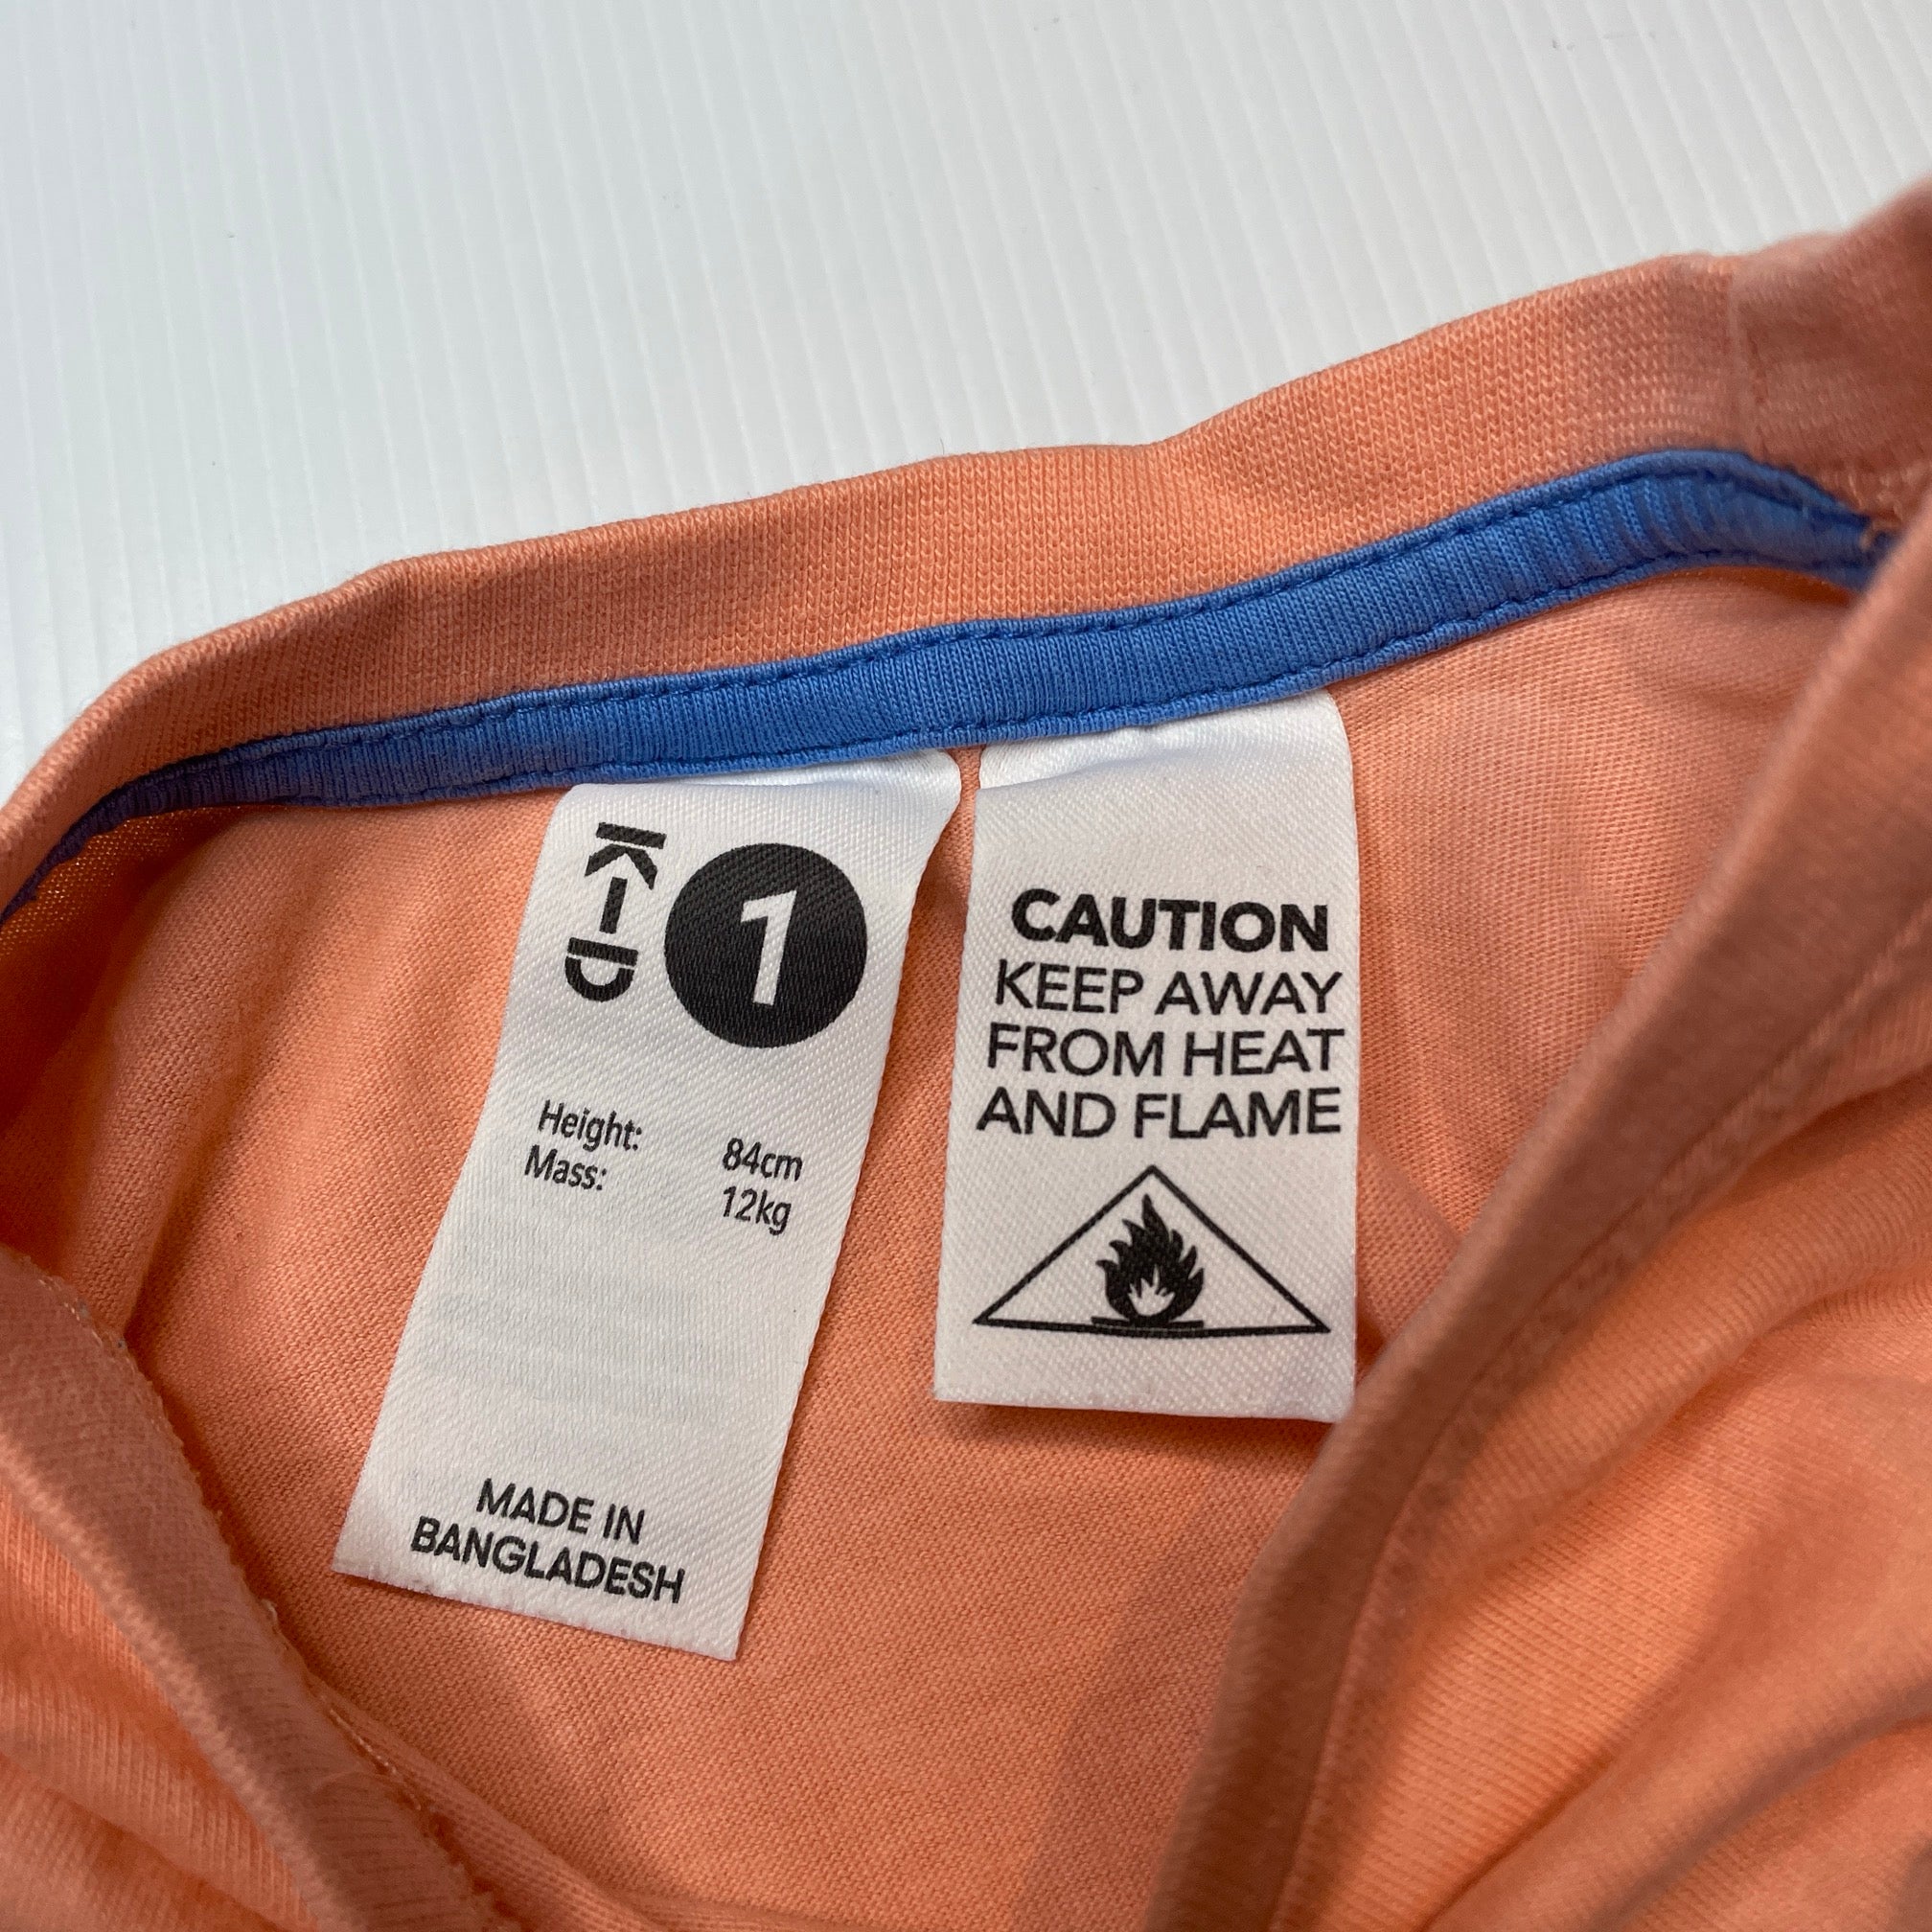 K-D
1
Height: 84cm
Mass: 12kg
MADE IN
BANGLADESH
CAUTION
KEEP AWAY
FROM HEAT
AND FLAME